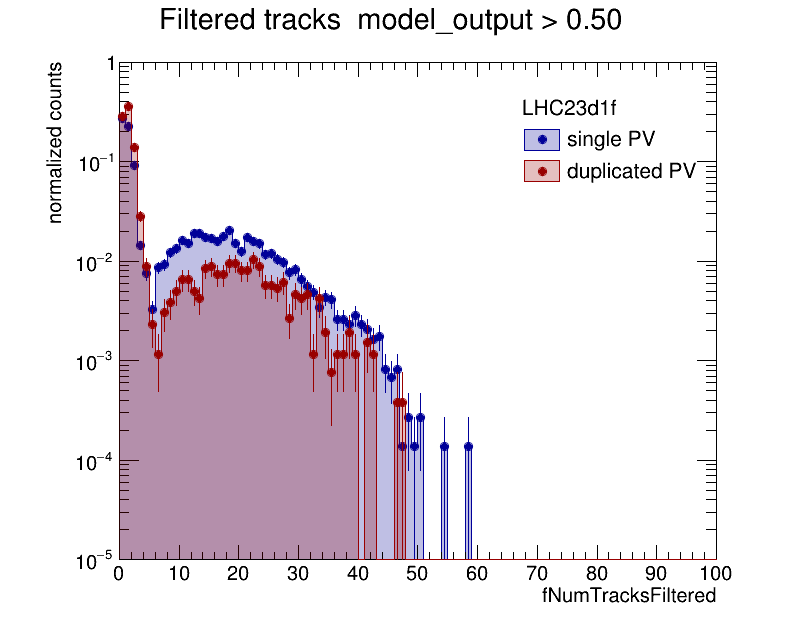 Filtered tracks  model_output > 0.50
normalized counts
LHC23d1f
single PV
duplicated PV
1
10⁻¹
10⁻²
10⁻³
10⁻⁴
10⁻⁵
0 10 20 30 40 50 60 70 80 90 100
fNumTracksFiltered